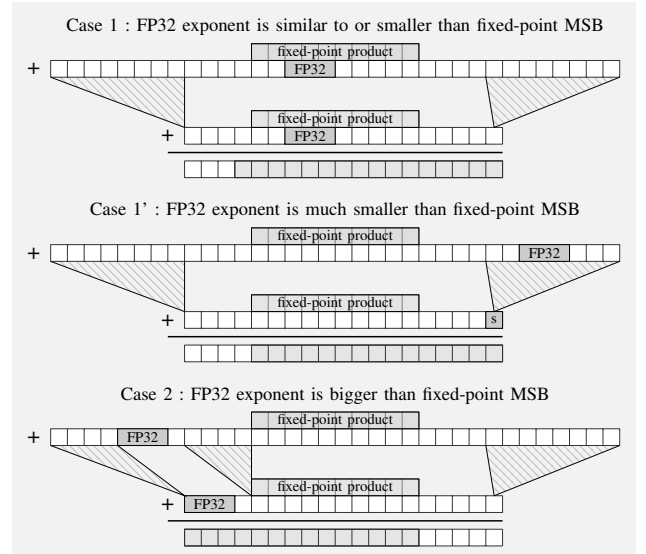 Case 1 : FP32 exponent is similar to or smaller than fixed-point MSB
fixed-point product
+ FP32
fixed-point product
+ FP32
Case 1’ : FP32 exponent is much smaller than fixed-point MSB
fixed-point product
+ FP32
fixed-point product
+ s
Case 2 : FP32 exponent is bigger than fixed-point MSB
fixed-point product
+ FP32
fixed-point product
+ FP32